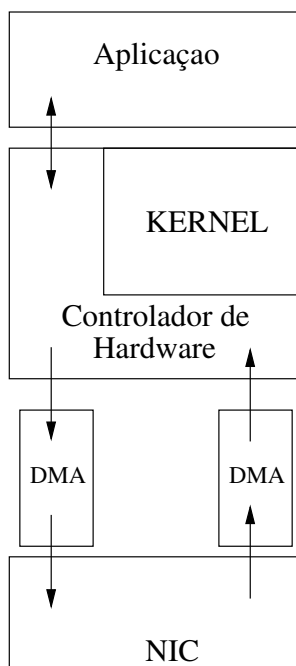 Aplicaçao
KERNEL
Controlador de
Hardware
DMA
DMA
NIC